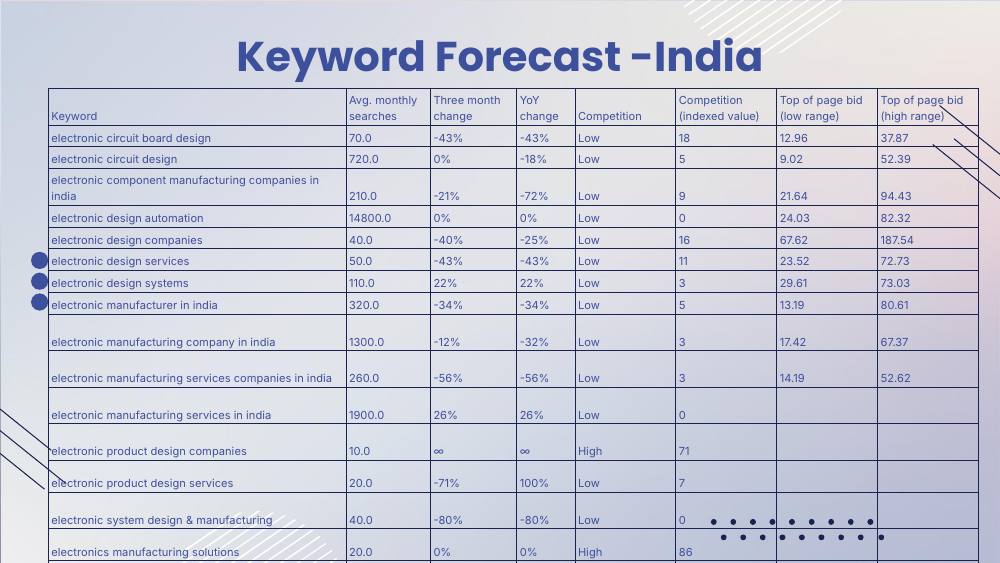 Keyword Forecast -India
Keyword Avg. monthly searches Three month change YoY change Competition Competition (indexed value) Top of page bid (low range) Top of page bid (high range)
electronic circuit board design 70.0 -43% -43% Low 18 12.96 37.87
electronic circuit design 720.0 0% -18% Low 5 9.02 52.39
electronic component manufacturing companies in india 210.0 -21% -72% Low 9 21.64 94.43
electronic design automation 14800.0 0% 0% Low 0 24.03 82.32
electronic design companies 40.0 -40% -25% Low 16 67.62 187.54
electronic design services 50.0 -43% -43% Low 11 23.52 72.73
electronic design systems 110.0 22% 22% Low 3 29.61 73.03
electronic manufacturer in india 320.0 -34% -34% Low 5 13.19 80.61
electronic manufacturing company in india 1300.0 -12% -32% Low 3 17.42 67.37
electronic manufacturing services companies in india 260.0 -56% -56% Low 3 14.19 52.62
electronic manufacturing services in india 1900.0 26% 26% Low 0
electronic product design companies 10.0 ∞ ∞ High 71
electronic product design services 20.0 -71% 100% Low 7
electronic system design & manufacturing 40.0 -80% -80% Low 0
electronics manufacturing solutions 20.0 0% 0% High 86